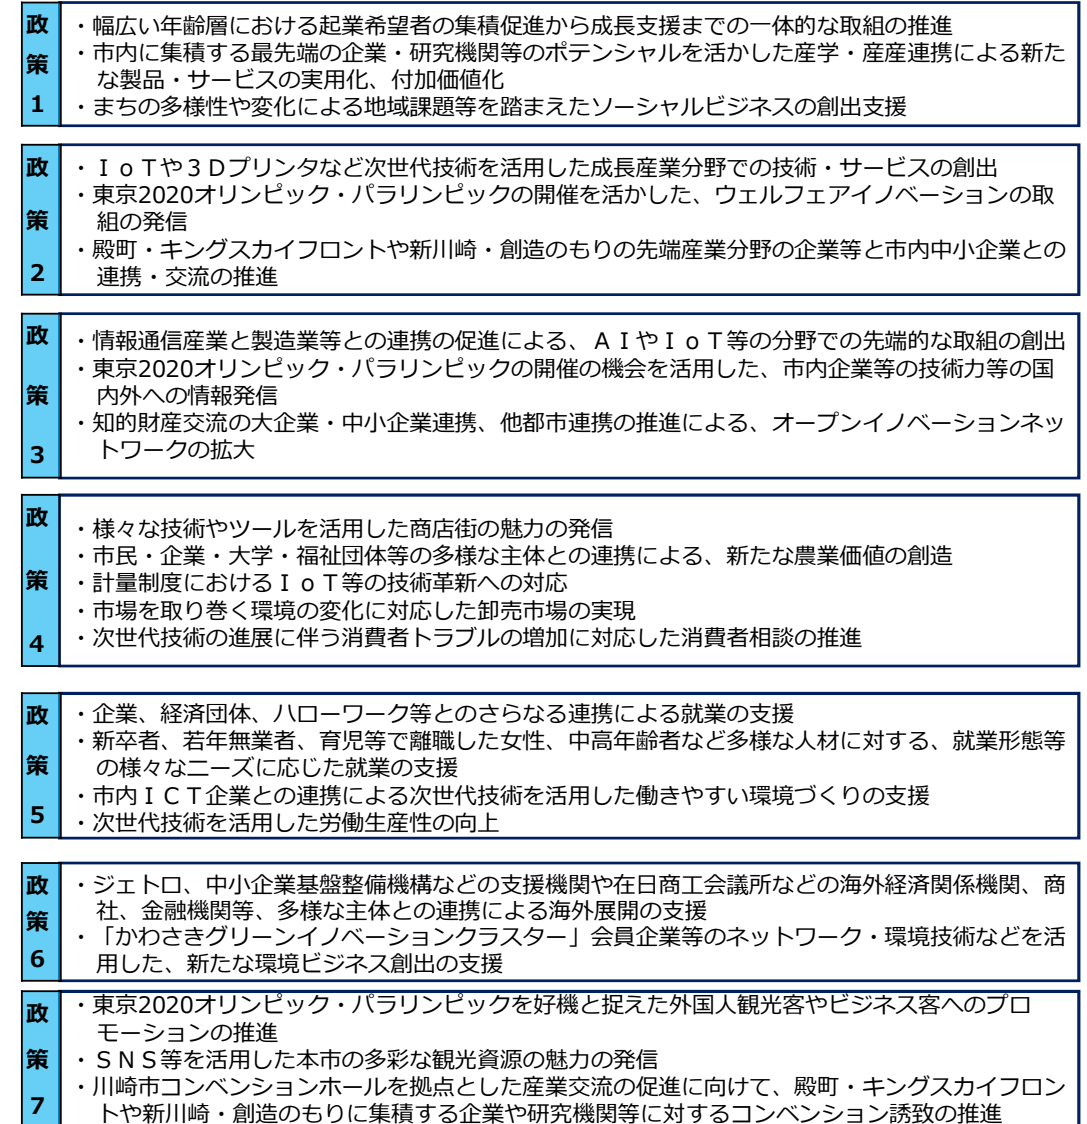 政策1
・幅広い年齢層における起業希望者の集積促進から成長支援までの一体的な取組の推進
・市内に集積する最先端の企業・研究機関等のポテンシャルを活かした産学・産産連携による新た
な製品・サービスの実用化、付加価値化
・まちの多様性や変化による地域課題等を踏まえたソーシャルビジネスの創出支援
政策2
・ＩｏＴや３Ｄプリンタなど次世代技術を活用した成長産業分野での技術・サービスの創出
・東京2020オリンピック・パラリンピックの開催を活かした、ウェルフェアイノベーションの取
組の発信
・殿町・キングスカイフロントや新川崎・創造のもりの先端産業分野の企業等と市内中小企業との
連携・交流の推進
政策3
・情報通信産業と製造業等との連携の促進による、ＡＩやＩｏＴ等の分野での先端的な取組の創出
・東京2020オリンピック・パラリンピックの開催の機会を活用した、市内企業等の技術力等の国
内外への情報発信
・知的財産交流の大企業・中小企業連携、他都市連携の推進による、オープンイノベーションネッ
トワークの拡大
政策4
・様々な技術やツールを活用した商店街の魅力の発信
・市民・企業・大学・福祉団体等の多様な主体との連携による、新たな農業価値の創造
・計量制度におけるＩｏＴ等の技術革新への対応
・市場を取り巻く環境の変化に対応した卸売市場の実現
・次世代技術の進展に伴う消費者トラブルの増加に対応した消費者相談の推進
政策5
・企業、経済団体、ハローワーク等とのさらなる連携による就業の支援
・新卒者、若年無業者、育児等で離職した女性、中高年齢者など多様な人材に対する、就業形態等
の様々なニーズに応じた就業の支援
・市内ＩＣＴ企業との連携による次世代技術を活用した働きやすい環境づくりの支援
・次世代技術を活用した労働生産性の向上
政策6
・ジェトロ、中小企業基盤整備機構などの支援機関や在日商工会議所などの海外経済関係機関、商
社、金融機関等、多様な主体との連携による海外展開の支援
・「かわさきグリーンイノベーションクラスター」会員企業等のネットワーク・環境技術などを活
用した、新たな環境ビジネス創出の支援
政策7
・東京2020オリンピック・パラリンピックを好機と捉えた外国人観光客やビジネス客へのプロ
モーションの推進
・ＳＮＳ等を活用した本市の多彩な観光資源の魅力の発信
・川崎市コンベンションホールを拠点とした産業交流の促進に向けて、殿町・キングスカイフロン
トや新川崎・創造のもりに集積する企業や研究機関等に対するコンベンション誘致の推進